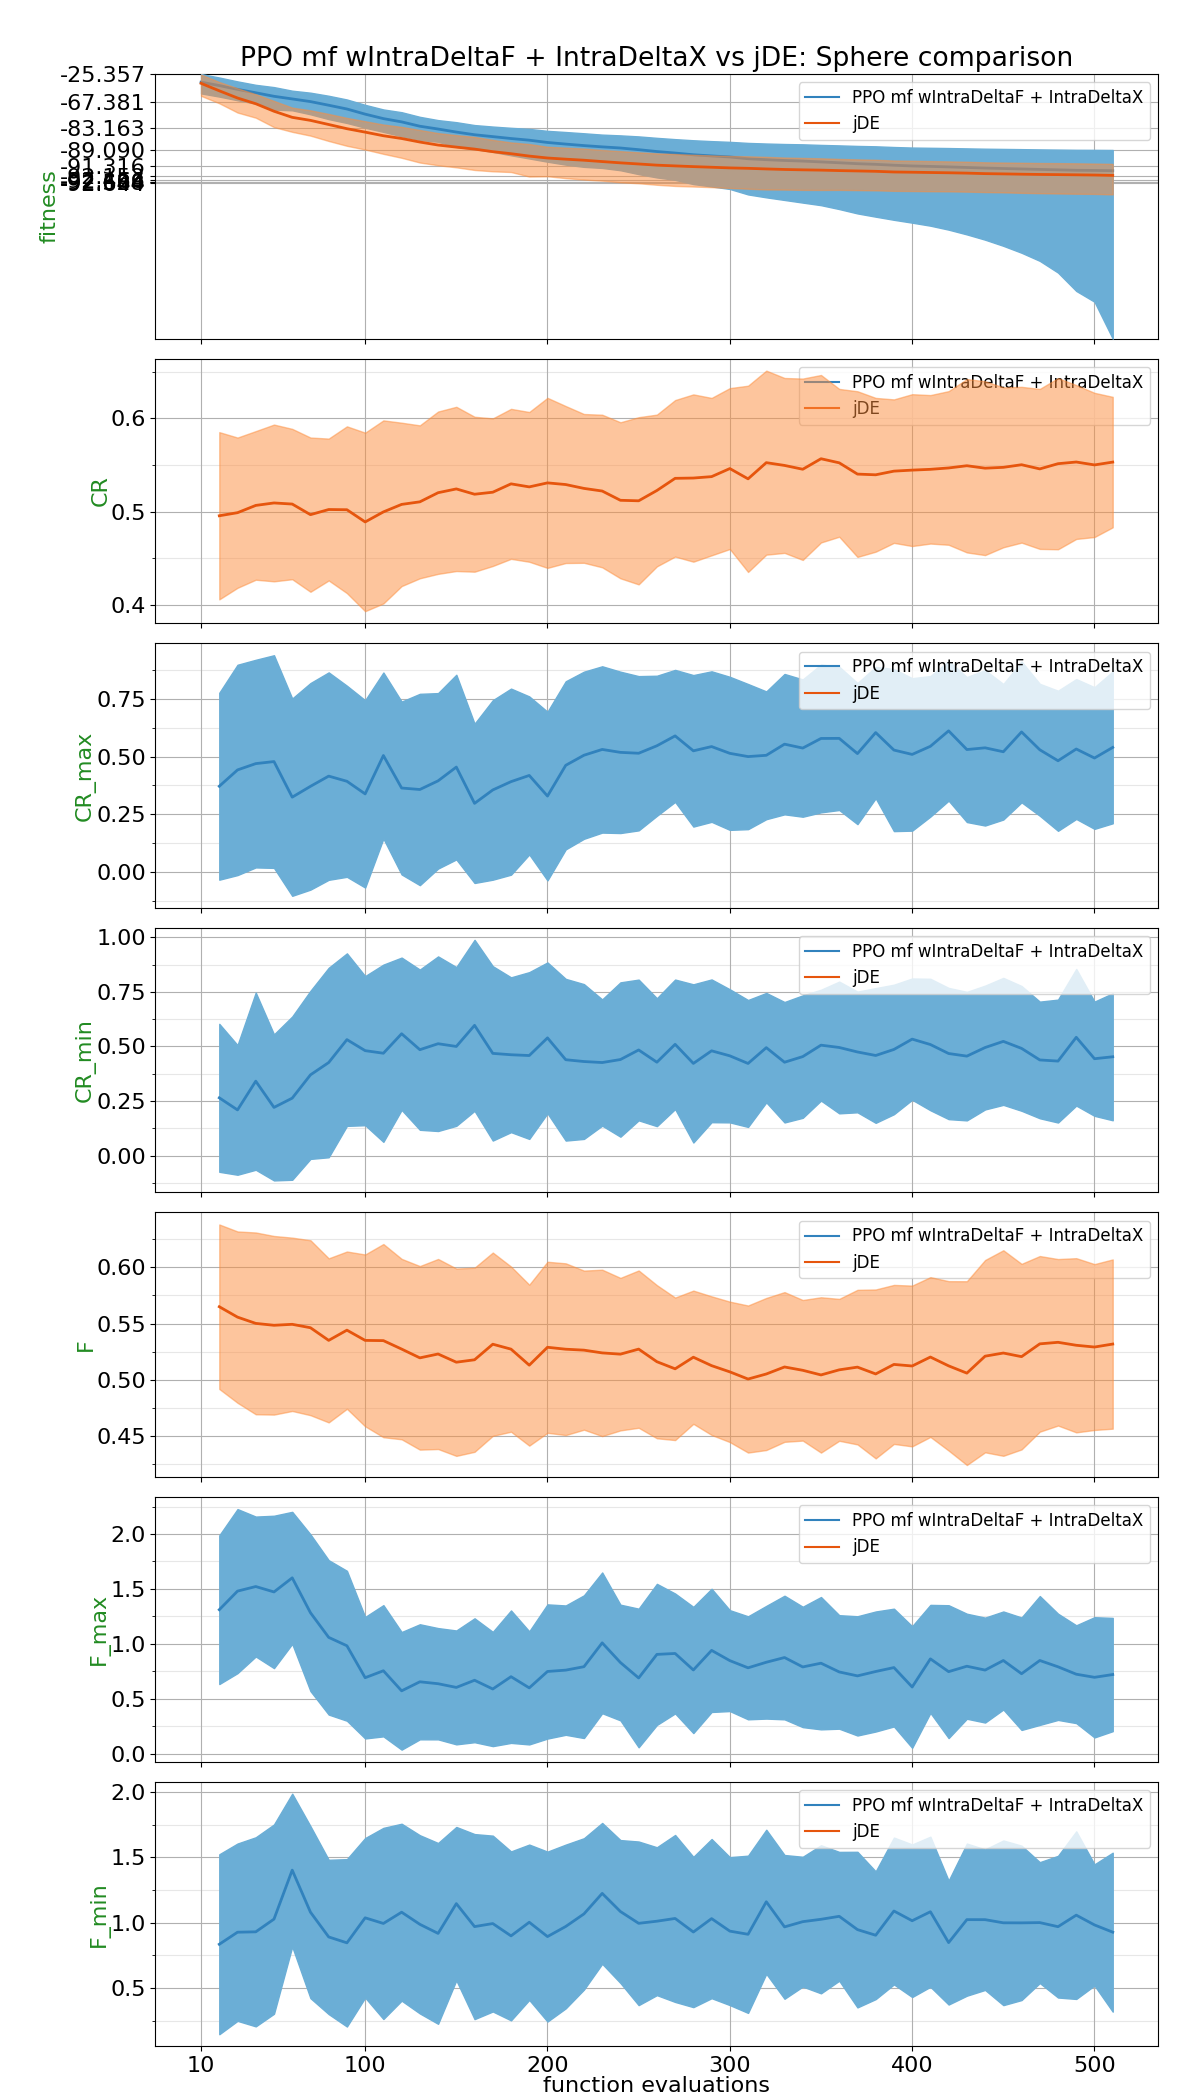 PPO mf wIntraDeltaF + IntraDeltaX vs jDE: Sphere comparison
-25.357
-67.381
-83.163
-89.090
-91.316
fitness
PPO mf wIntraDeltaF + IntraDeltaX
jDE
0.6
0.5
0.4
CR
PPO mf wIntraDeltaF + IntraDeltaX
jDE
0.75
0.50
0.25
0.00
CR_max
PPO mf wIntraDeltaF + IntraDeltaX
jDE
1.00
0.75
0.50
0.25
0.00
CR_min
PPO mf wIntraDeltaF + IntraDeltaX
jDE
0.60
0.55
0.50
0.45
F
PPO mf wIntraDeltaF + IntraDeltaX
jDE
2.0
1.5
1.0
0.5
0.0
F_max
PPO mf wIntraDeltaF + IntraDeltaX
jDE
2.0
1.5
1.0
0.5
F_min
PPO mf wIntraDeltaF + IntraDeltaX
jDE
10 100 200 300 400 500
function evaluations